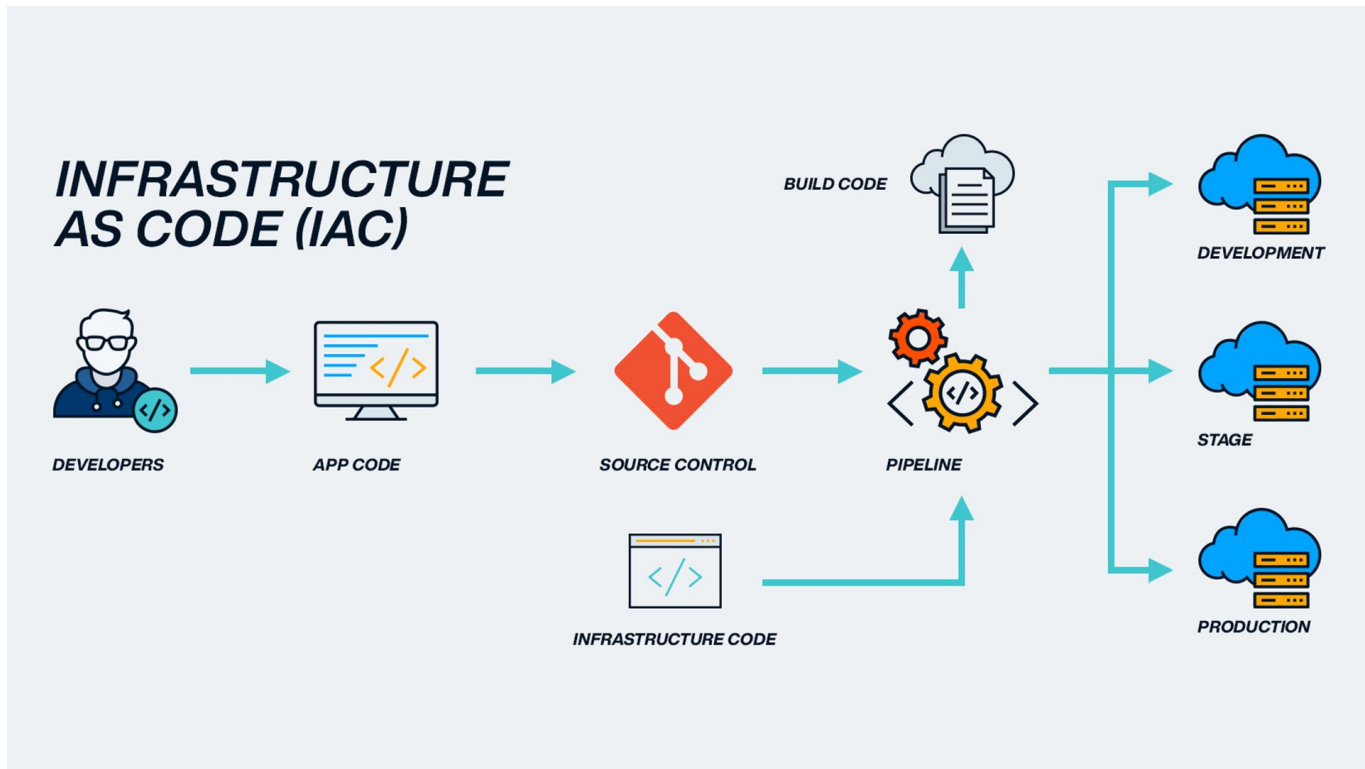 INFRASTRUCTURE
AS CODE (IAC)
BUILD CODE
DEVELOPMENT
</>
</>
</>
DEVELOPERS
APP CODE
SOURCE CONTROL
PIPELINE
STAGE
</>
INFRASTRUCTURE CODE
PRODUCTION